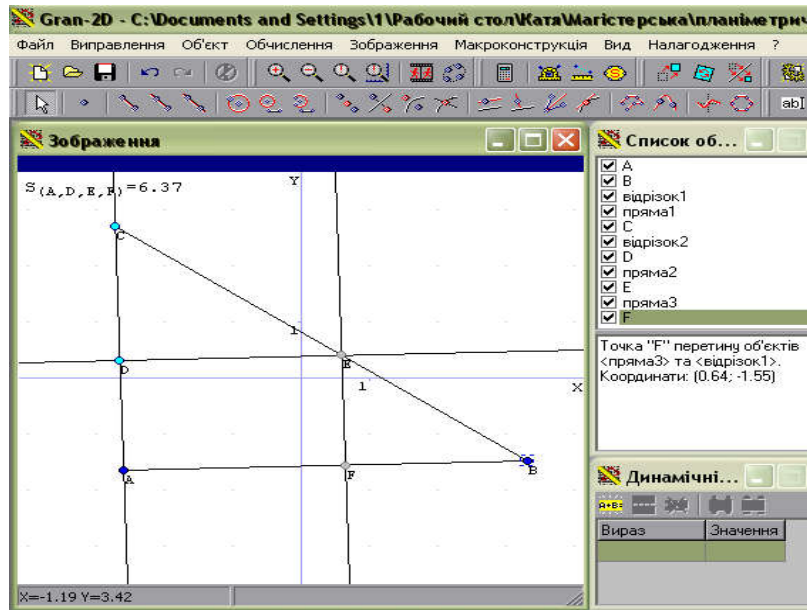 Gran-2D - C:\Documents and Settings\1\Рабочий стол\Катя\Магістерська\планіметрич
Файл Виправлення Об'єкт Обчислення Зображення Макроконструкція Вид Налагодження ?
abI
Зображення
S(A,D,E,F)=6.37
Y
C
1
E
D
1
X
A
F
B
X=-1.19 Y=3.42
Список об...
A
B
відрізок1
пряма1
C
відрізок2
D
пряма2
E
пряма3
F
Точка "F" перетину об'єктів
<пряма3> та <відрізок1>.
Координати: (0.64; -1.55)
Динамічні...
A+B=
Вираз Значення